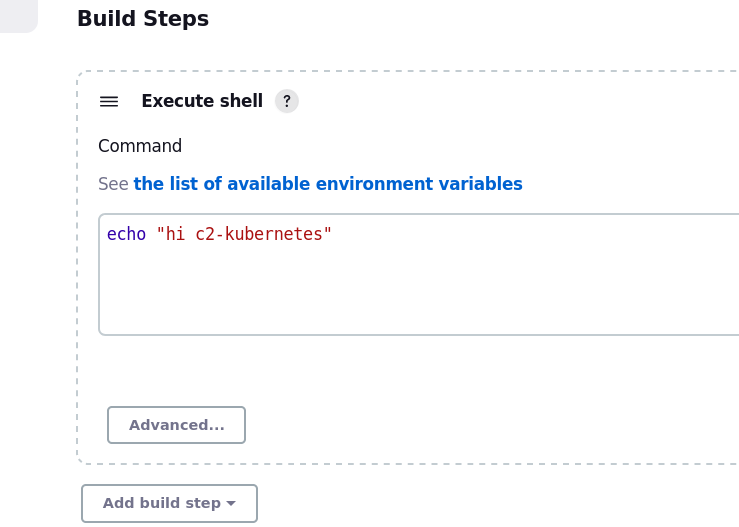 Build Steps
Execute shell ?
Command
See the list of available environment variables
echo "hi c2-kubernetes"
Advanced...
Add build step